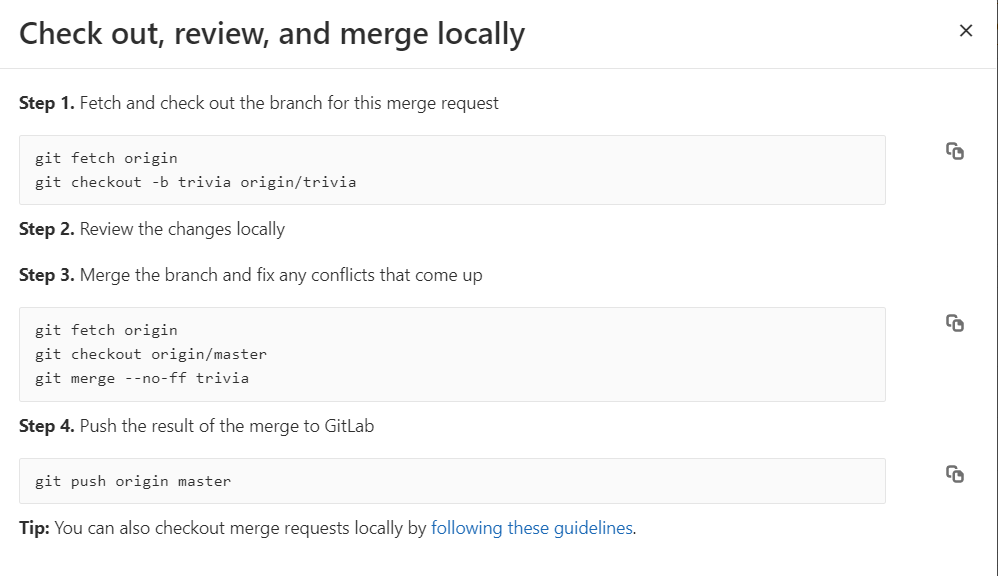 Check out, review, and merge locally
Step 1. Fetch and check out the branch for this merge request
git fetch origin
git checkout -b trivia origin/trivia
Step 2. Review the changes locally
Step 3. Merge the branch and fix any conflicts that come up
git fetch origin
git checkout origin/master
git merge --no-ff trivia
Step 4. Push the result of the merge to GitLab
git push origin master
Tip: You can also checkout merge requests locally by following these guidelines.